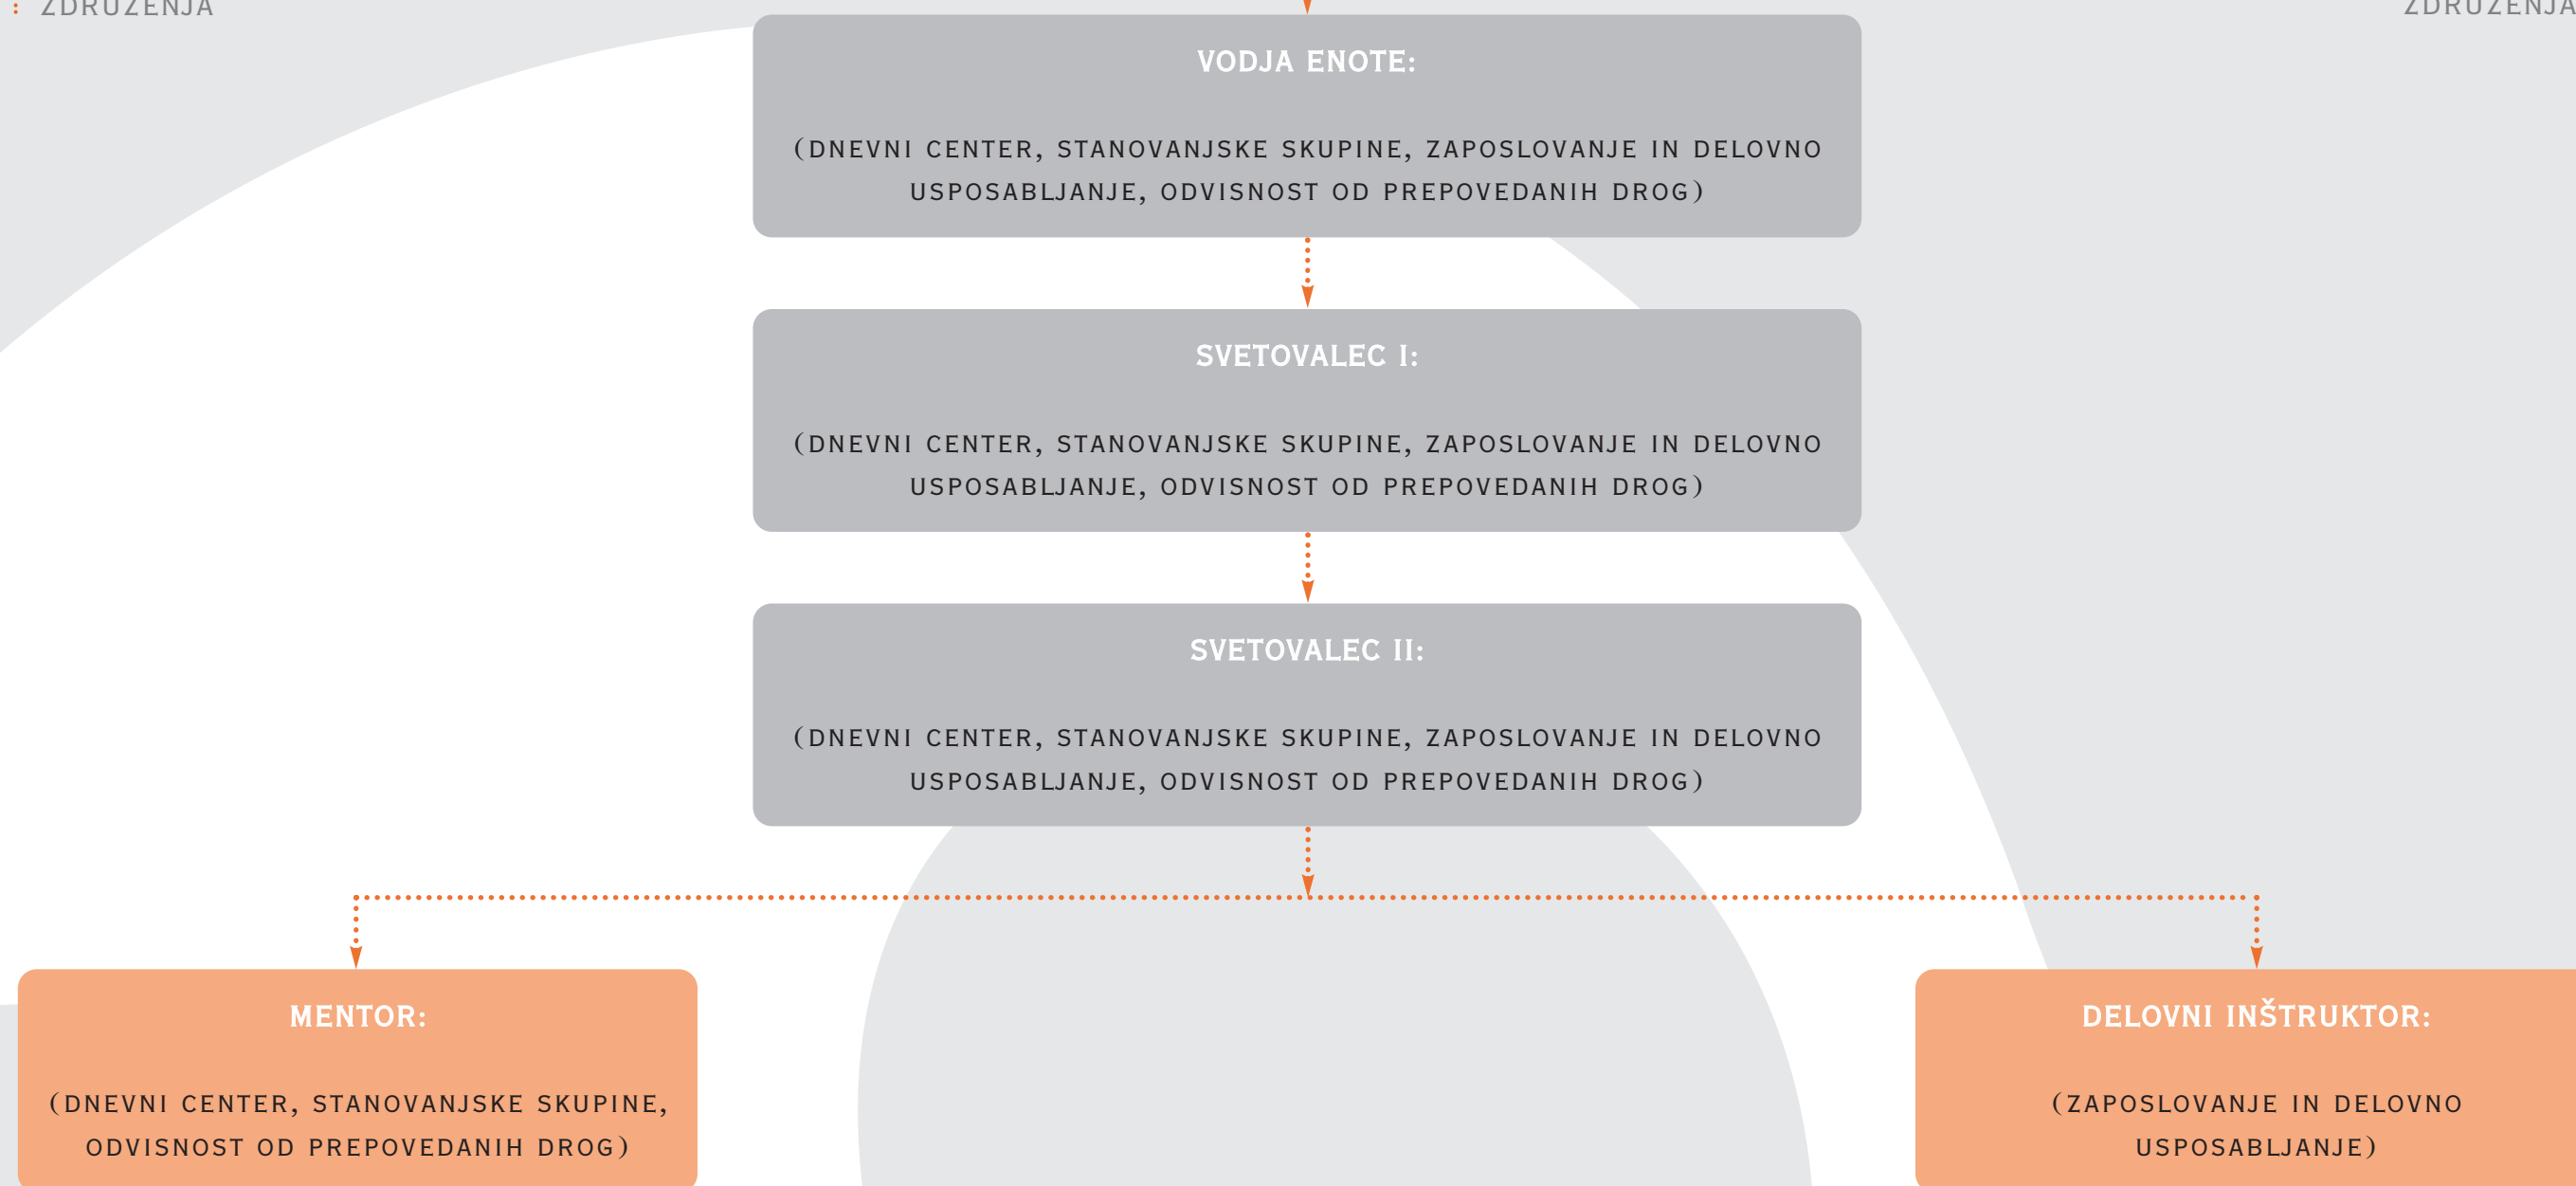 ZDRUŽENJA
ZDRUŽENJA
VODJA ENOTE:
(DNEVNI CENTER, STANOVANJSKE SKUPINE, ZAPOSLOVANJE IN DELOVNO
USPOSABLJANJE, ODVISNOST OD PREPOVEDANIH DROG)
SVETOVALEC I:
(DNEVNI CENTER, STANOVANJSKE SKUPINE, ZAPOSLOVANJE IN DELOVNO
USPOSABLJANJE, ODVISNOST OD PREPOVEDANIH DROG)
SVETOVALEC II:
(DNEVNI CENTER, STANOVANJSKE SKUPINE, ZAPOSLOVANJE IN DELOVNO
USPOSABLJANJE, ODVISNOST OD PREPOVEDANIH DROG)
MENTOR:
(DNEVNI CENTER, STANOVANJSKE SKUPINE,
ODVISNOST OD PREPOVEDANIH DROG)
DELOVNI INŠTRUKTOR:
(ZAPOSLOVANJE IN DELOVNO
USPOSABLJANJE)